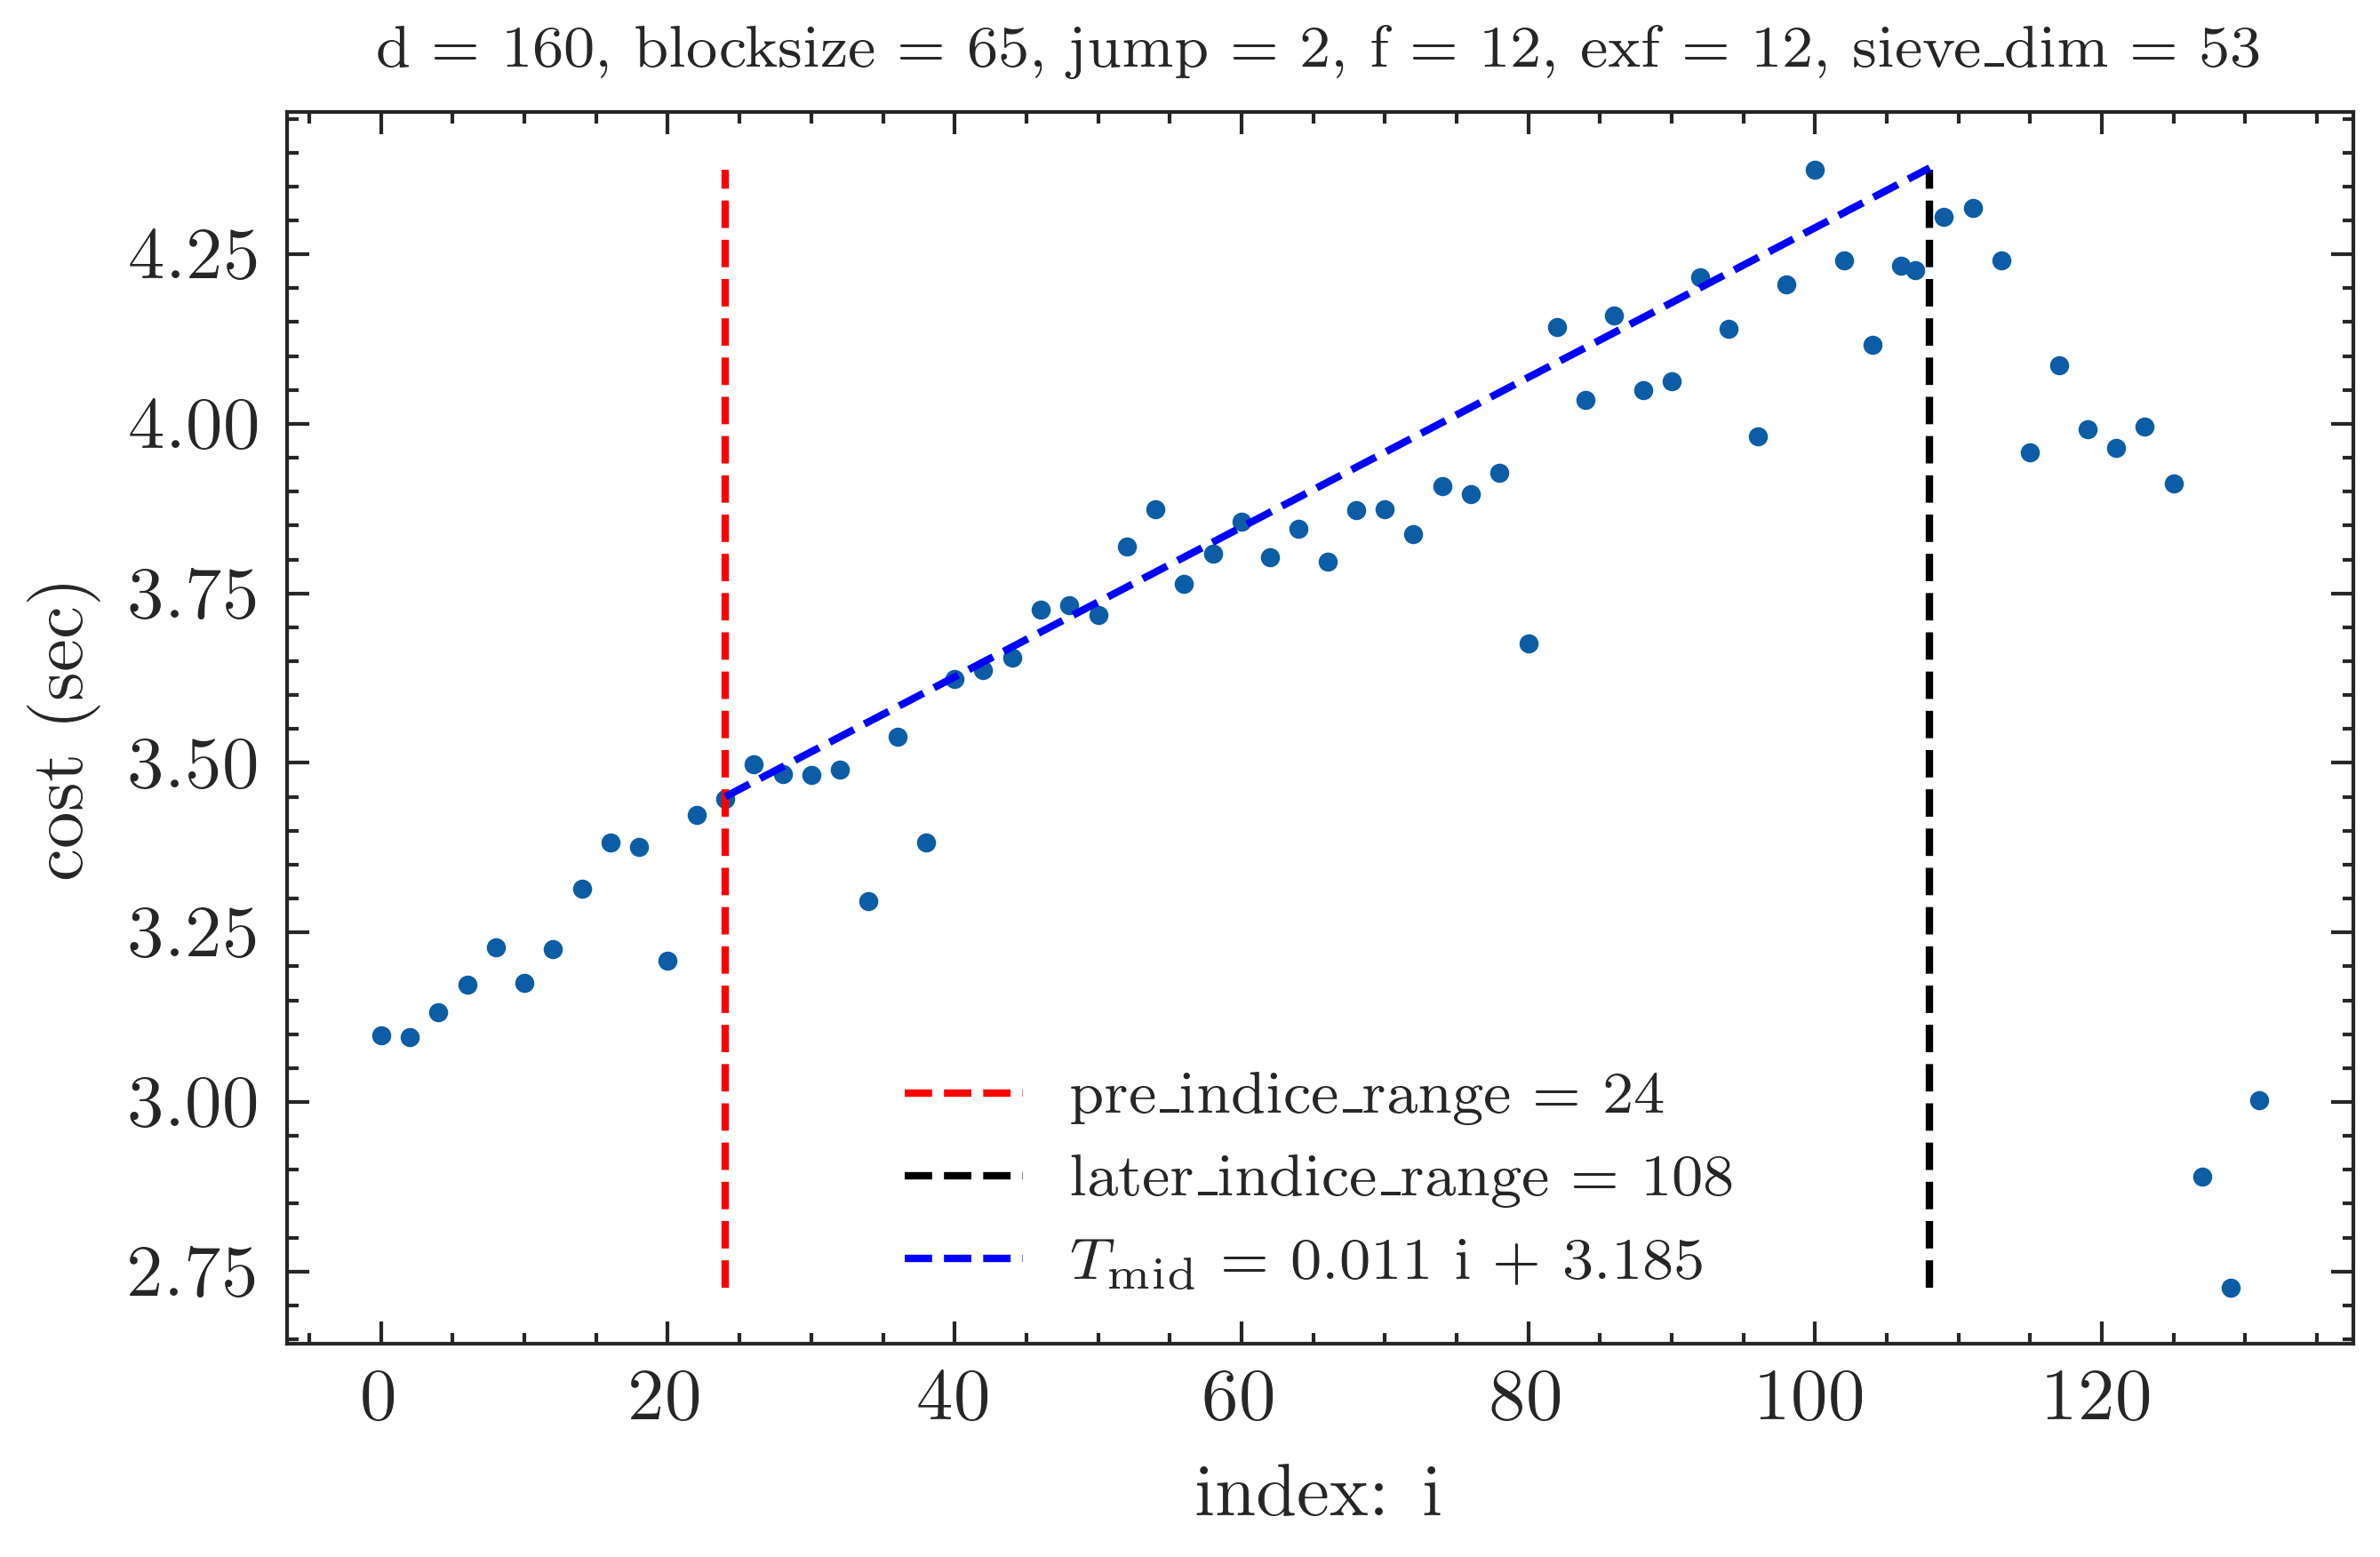 d = 160, blocksize = 65, jump = 2, f = 12, exf = 12, sieve_dim = 53
cost (sec)
4.25
4.00
3.75
3.50
3.25
3.00
2.75
pre_indice_range = 24
later_indice_range = 108
T_mid = 0.011 i + 3.185
0 20 40 60 80 100 120
index: i